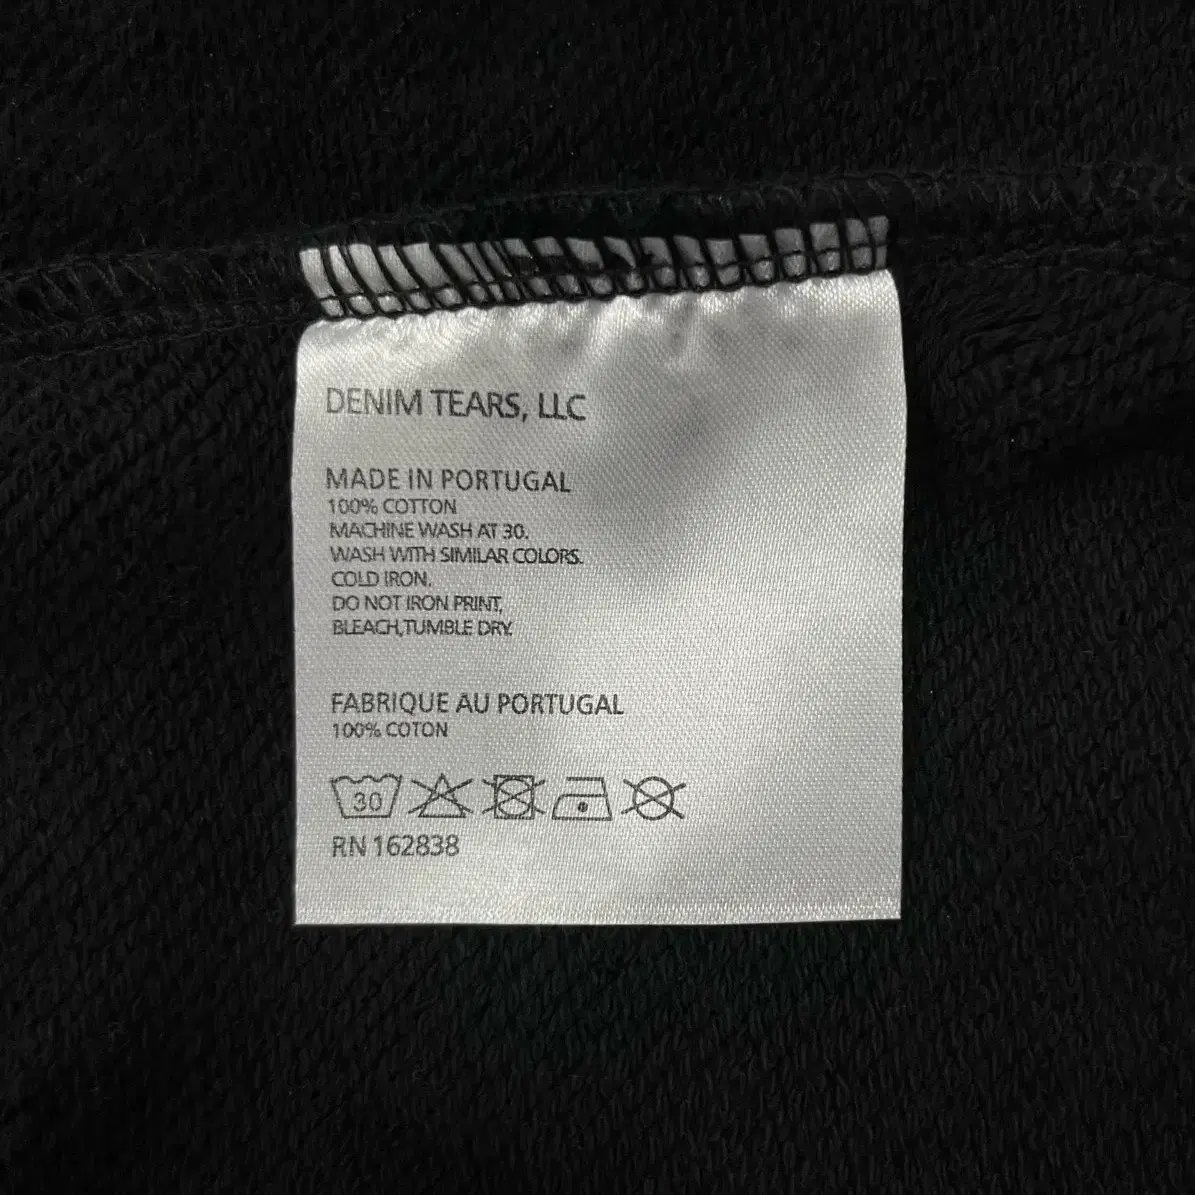 DENIM TEARS, LLC
MADE IN PORTUGAL
100% COTTON
MACHINE WASH AT 30.
WASH WITH SIMILAR COLORS.
COLD IRON.
DO NOT IRON PRINT,
BLEACH,TUMBLE DRY.
FABRIQUE AU PORTUGAL
100% COTON
30
RN 162838